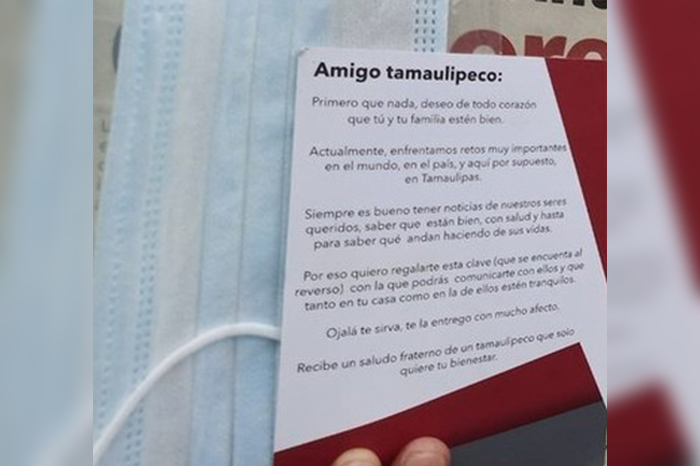 Amigo tamaulipeco:
Primero que nada, deseo de todo corazón
que tú y tu familia estén bien.
Actualmente, enfrentamos retos muy importantes
en el mundo, en el país, y aquí por supuesto,
en Tamaulipas.
Siempre es bueno tener noticias de nuestros seres
queridos, saber que están bien, con salud y hasta
para saber qué andan haciendo de sus vidas.
Por eso quiero regalarte esta clave (que se encuenta al
reverso) con la que podrás comunicarte con ellos y que
tanto en tu casa como en la de ellos estén tranquilos.
Ojalá te sirva, te la entrego con mucho afecto.
Recibe un saludo fraterno de un tamaulipeco que solo
quiere tu bienestar.